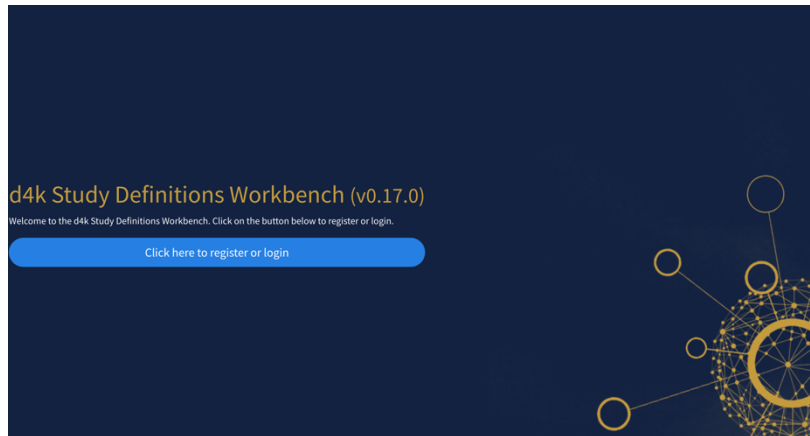 d4k Study Definitions Workbench (v0.17.0)
Welcome to the d4k Study Definitions Workbench. Click on the button below to register or login.
Click here to register or login